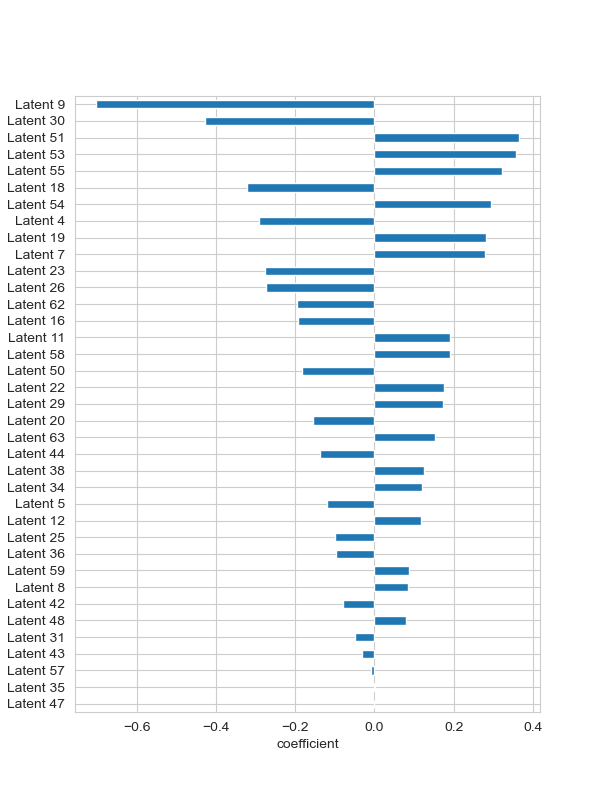 Latent 9
Latent 30
Latent 51
Latent 53
Latent 55
Latent 18
Latent 54
Latent 4
Latent 19
Latent 7
Latent 23
Latent 26
Latent 62
Latent 16
Latent 11
Latent 58
Latent 50
Latent 22
Latent 29
Latent 20
Latent 63
Latent 44
Latent 38
Latent 34
Latent 5
Latent 12
Latent 25
Latent 36
Latent 59
Latent 8
Latent 42
Latent 48
Latent 31
Latent 43
Latent 57
Latent 35
Latent 47
−0.6 −0.4 −0.2 0.0 0.2 0.4
coefficient